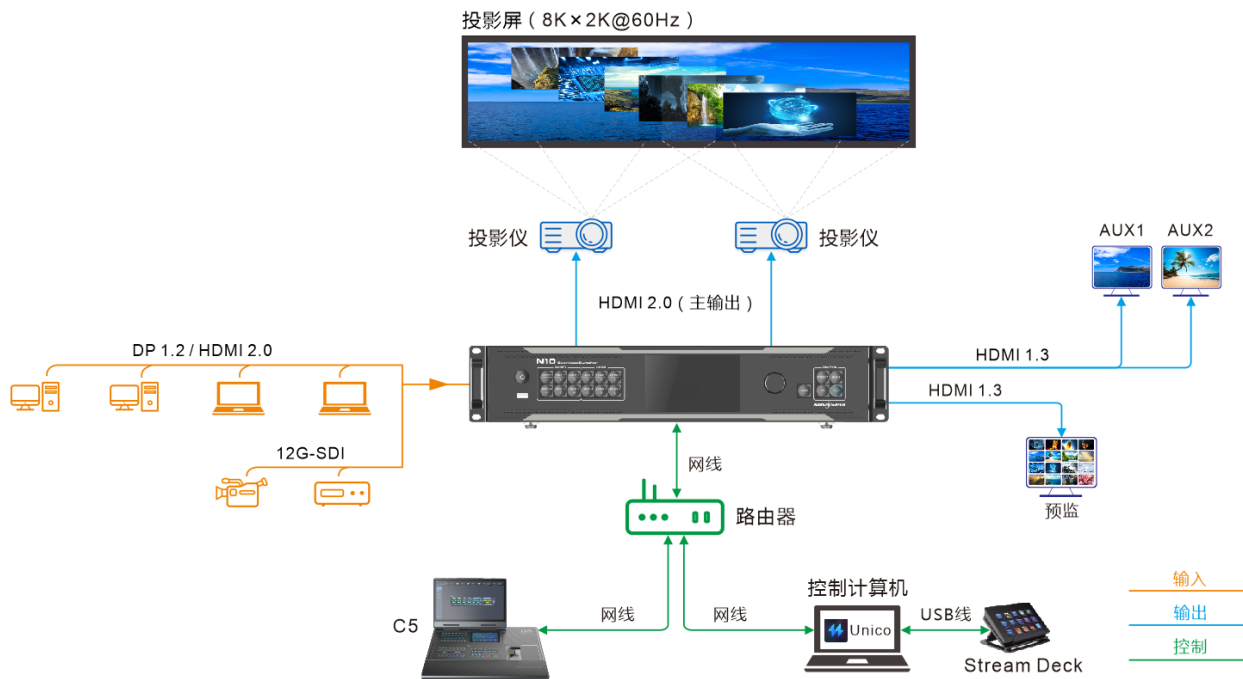 投影屏（8K×2K@60Hz）
投影仪
投影仪
AUX1
AUX2
HDMI 2.0（主输出）
DP 1.2 / HDMI 2.0
N10
HDMI 1.3
HDMI 1.3
12G-SDI
网线
预监
路由器
控制计算机
输入
网线
网线
USB线
输出
C5
Unico
控制
Stream Deck